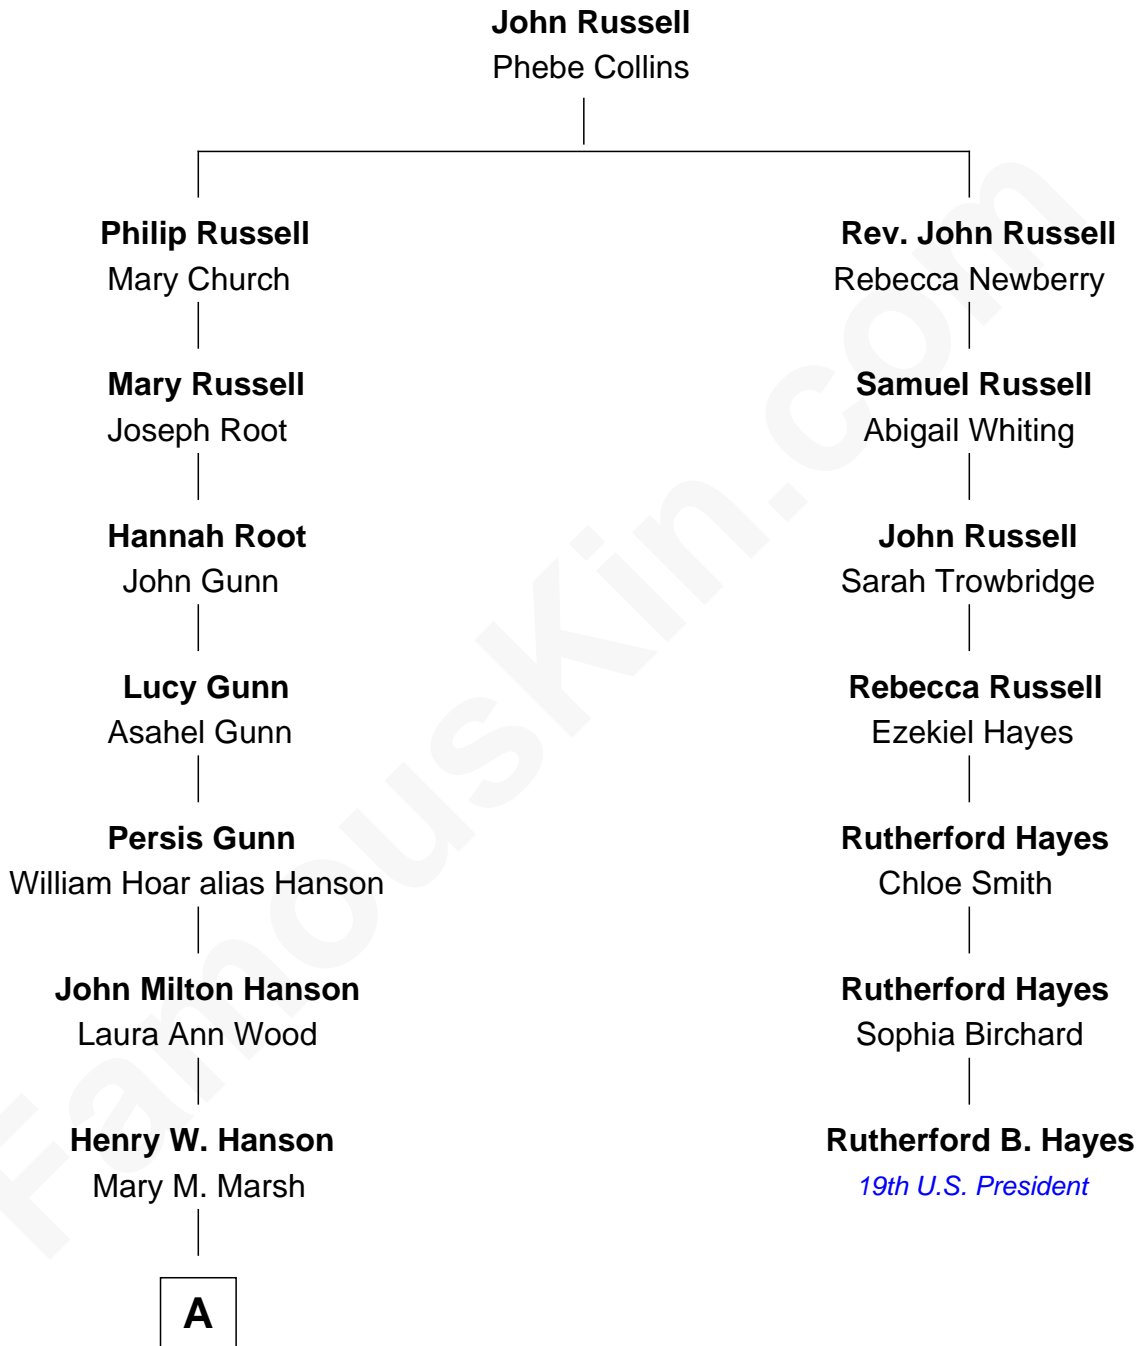 John Russell
Phebe Collins
Philip Russell
Mary Church
Rev. John Russell
Rebecca Newberry
Mary Russell
Joseph Root
Samuel Russell
Abigail Whiting
Hannah Root
John Gunn
John Russell
Sarah Trowbridge
Lucy Gunn
Asahel Gunn
Rebecca Russell
Ezekiel Hayes
Persis Gunn
William Hoar alias Hanson
Rutherford Hayes
Chloe Smith
John Milton Hanson
Laura Ann Wood
Rutherford Hayes
Sophia Birchard
Henry W. Hanson
Mary M. Marsh
Rutherford B. Hayes
19th U.S. President
A
FamousKin.com